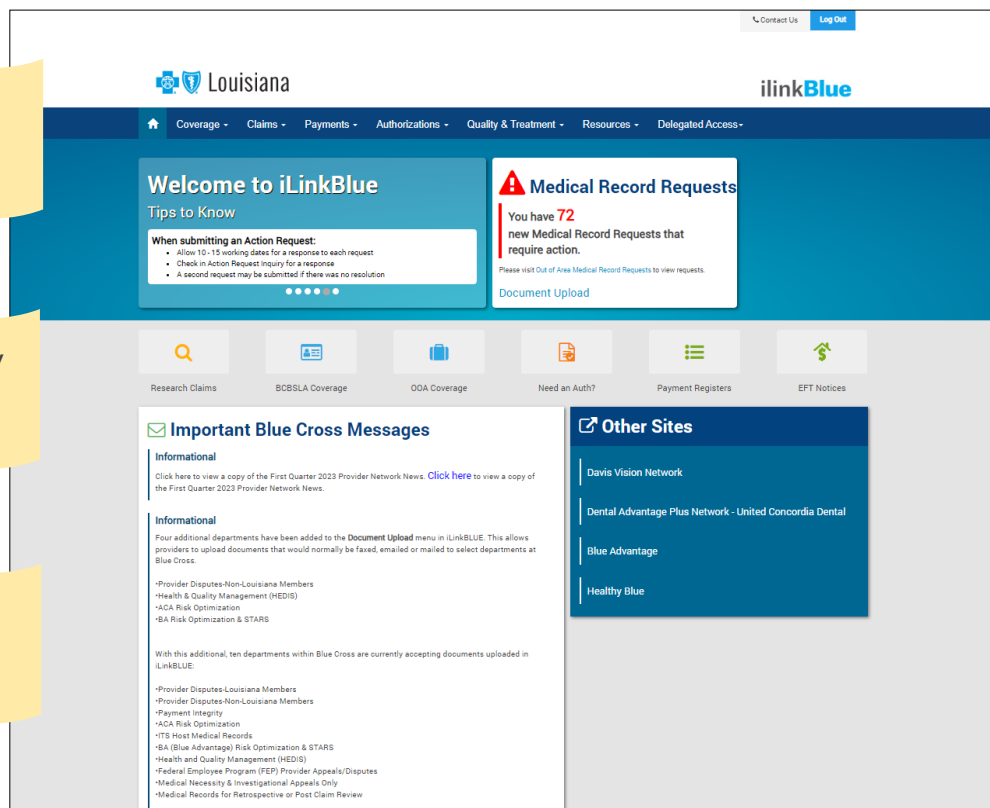 Contact Us
Log Out
Louisiana
ilinkBlue
Coverage
Claims
Payments
Authorizations
Quality & Treatment
Resources
Delegated Access
Welcome to iLinkBlue
Tips to Know
When submitting an Action Request:
• Allow 10 - 15 working dates for a response to each request
• Check in Action Request Inquiry for a response
• A second request may be submitted if there was no resolution
Medical Record Requests
You have 72
new Medical Record Requests that
require action.
Please visit Out of Area Medical Record Requests to view requests.
Document Upload
Research Claims
BCBSLA Coverage
OOA Coverage
Need an Auth?
Payment Registers
EFT Notices
Important Blue Cross Messages
Informational
Click here to view a copy of the First Quarter 2023 Provider Network News. Click here to view a copy of
the First Quarter 2023 Provider Network News.
Informational
Four additional departments have been added to the Document Upload menu in iLinkBLUE. This allows
providers to upload documents that would normally be faxed, emailed or mailed to select departments at
Blue Cross.
•Provider Disputes-Non-Louisiana Members
•Health & Quality Management (HEDIS)
•ACA Risk Optimization
•BA Risk Optimization & STARS
With this additional, ten departments within Blue Cross are currently accepting documents uploaded in
iLinkBLUE:
•Provider Disputes-Louisiana Members
•Provider Disputes-Non-Louisiana Members
•Payment Integrity
•ACA Risk Optimization
•ITS Host Medical Records
•BA (Blue Advantage) Risk Optimization & STARS
•Health and Quality Management (HEDIS)
•Federal Employee Program (FEP) Provider Appeals/Disputes
•Medical Necessity & Investigational Appeals Only
•Medical Records for Retrospective or Post Claim Review
Other Sites
Davis Vision Network
Dental Advantage Plus Network - United Concordia Dental
Blue Advantage
Healthy Blue